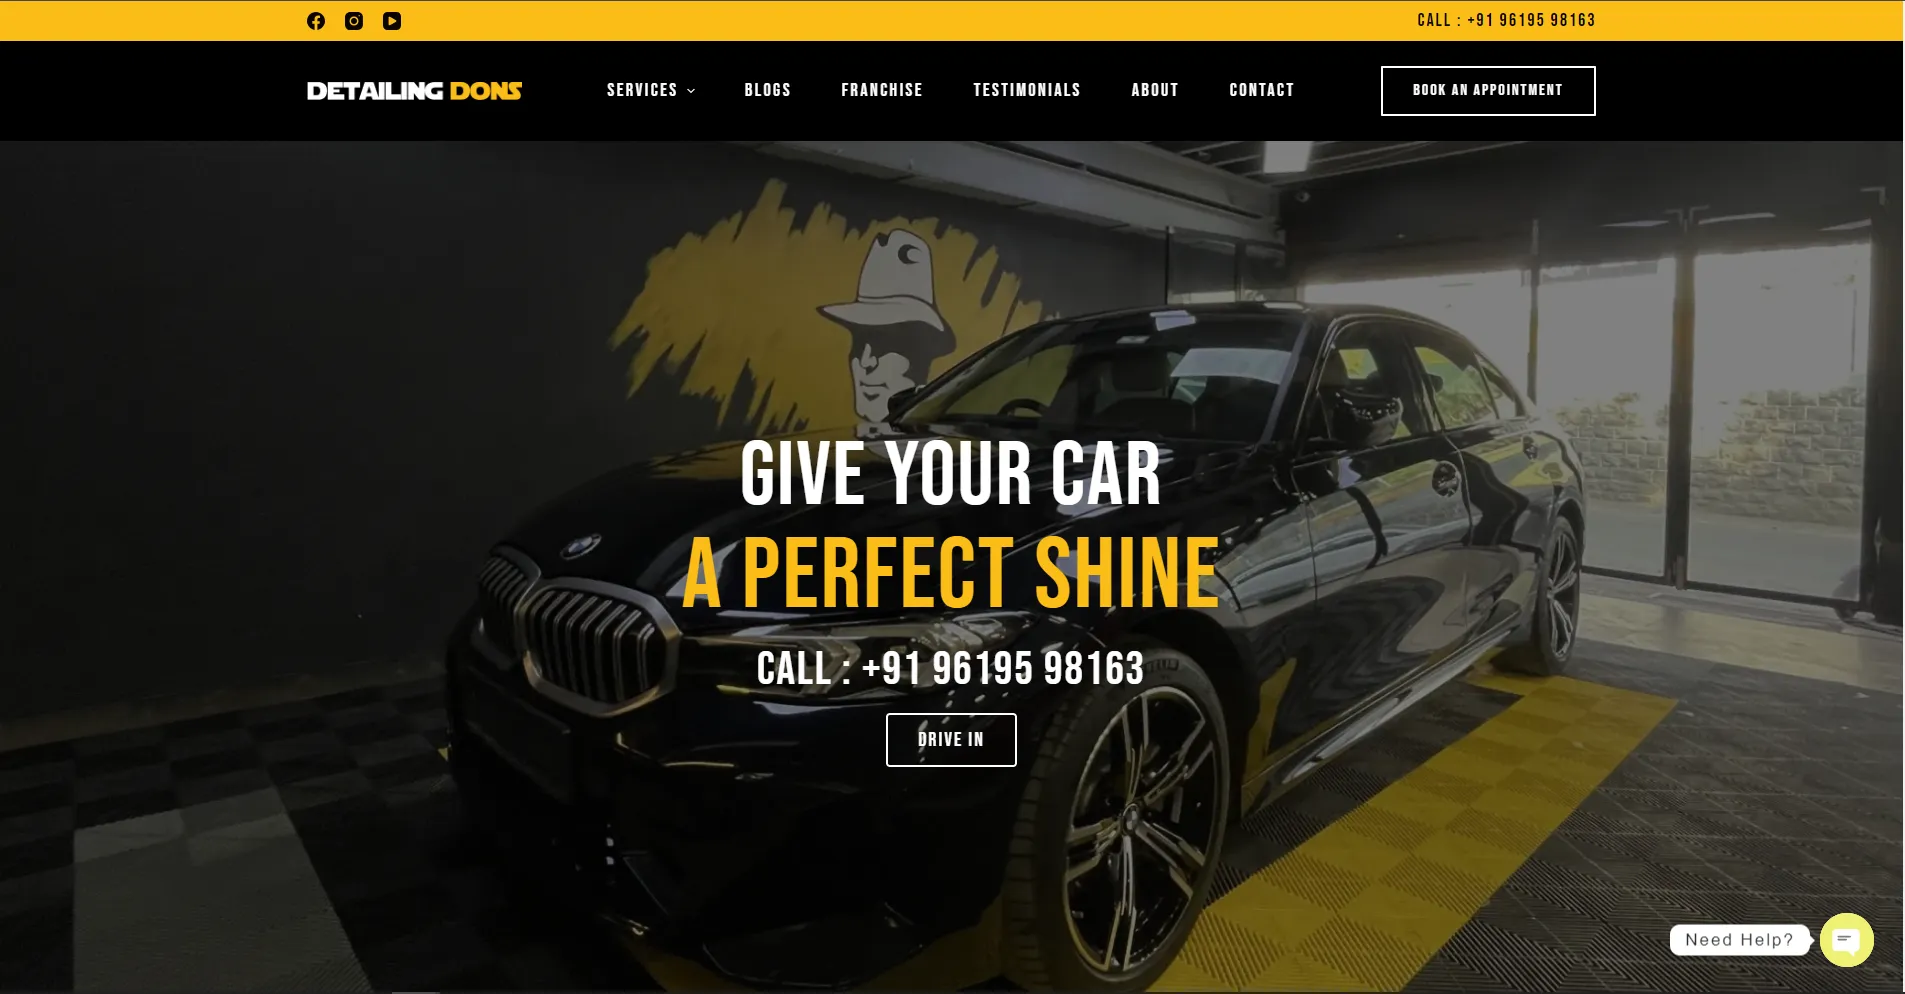 CALL : +91 96195 98163
DETAILING DONS
SERVICES
BLOGS
FRANCHISE
TESTIMONIALS
ABOUT
CONTACT
BOOK AN APPOINTMENT
GIVE YOUR CAR
A PERFECT SHINE
CALL : +91 96195 98163
DRIVE IN
Need Help?